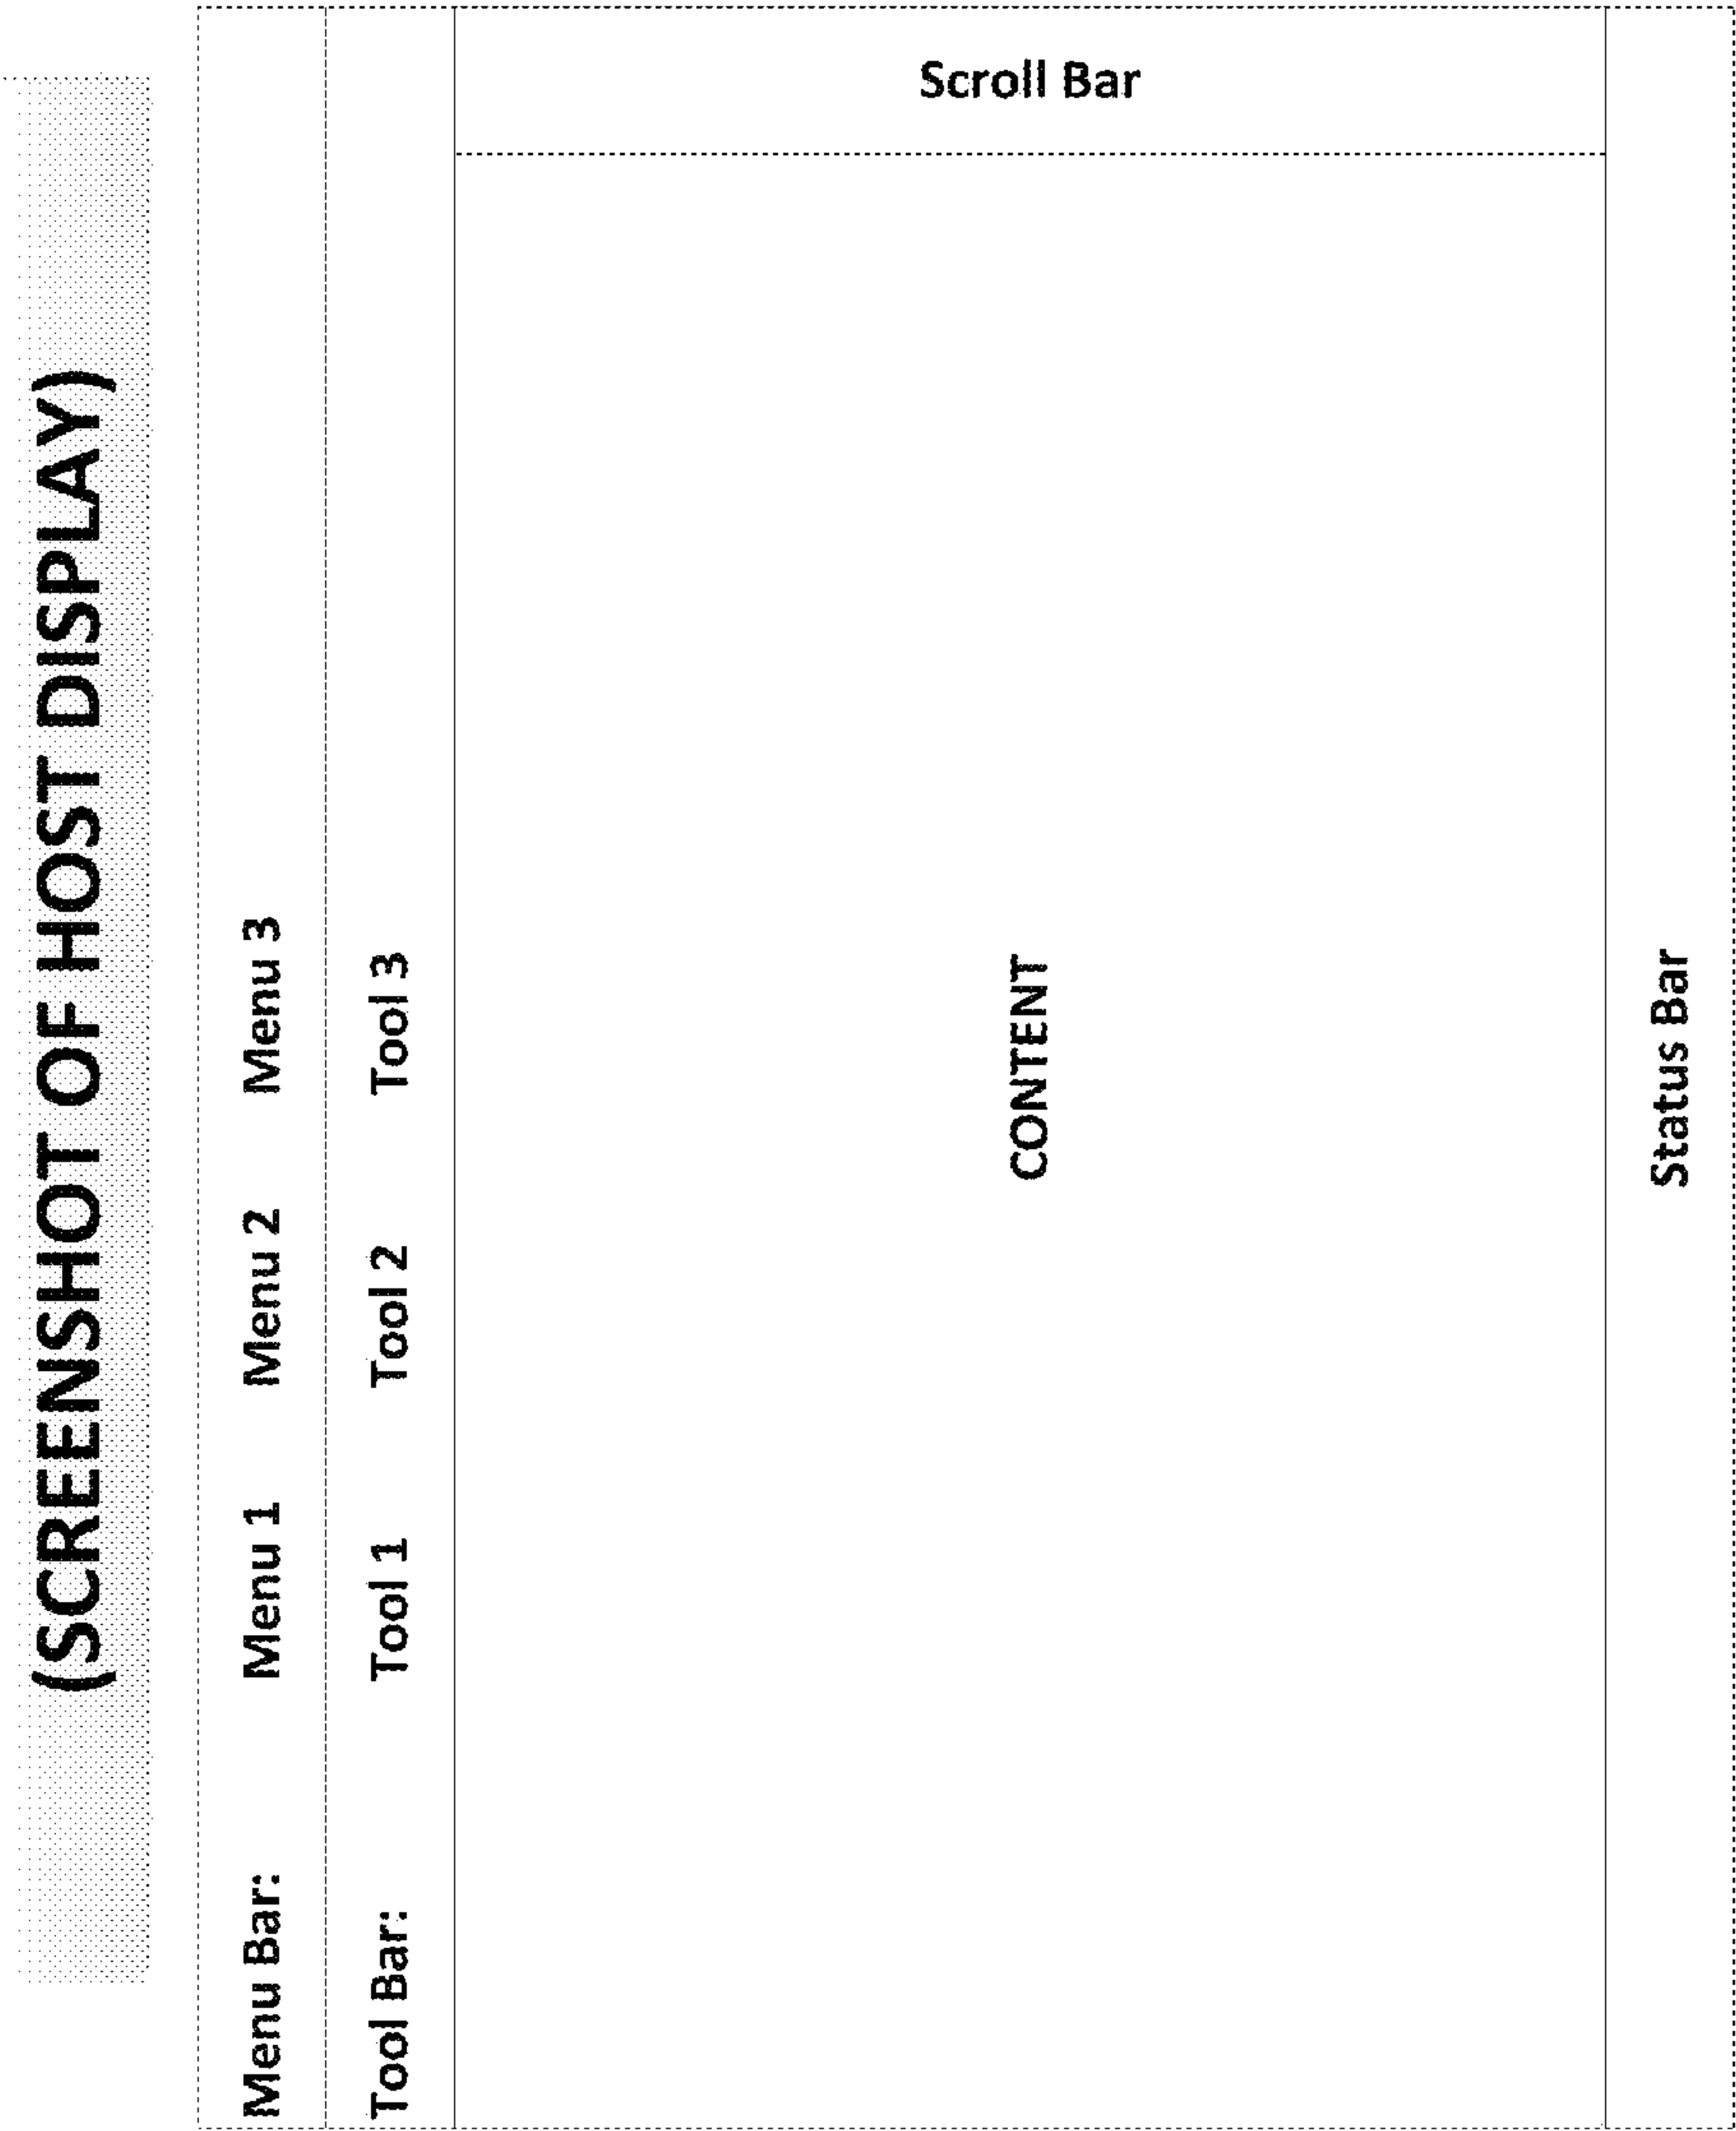 (SCREENSHOT OF HOST DISPLAY)
Menu Bar: Menu 1 Menu 2 Menu 3
Tool Bar: Tool 1 Tool 2 Tool 3
CONTENT
Scroll Bar
Status Bar